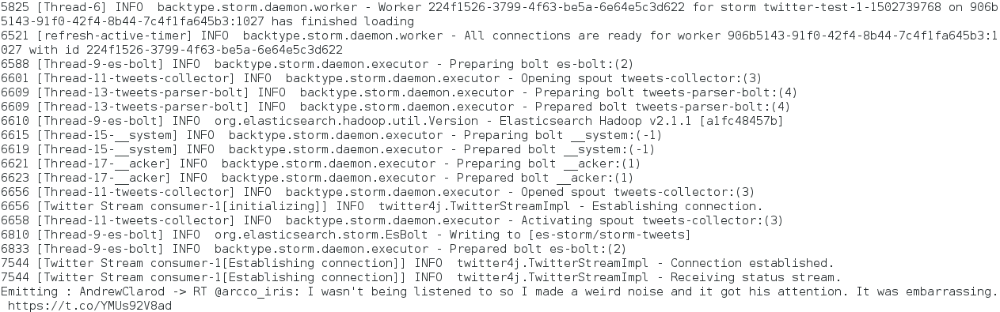 5825 [Thread-6] INFO  backtype.storm.daemon.worker - Worker 224f1526-3799-4f63-be5a-6e64e5c3d622 for storm twitter-test-1-1502739768 on 906b
5143-91f0-42f4-8b44-7c4f1fa645b3:1027 has finished loading
6521 [refresh-active-timer] INFO  backtype.storm.daemon.worker - All connections are ready for worker 906b5143-91f0-42f4-8b44-7c4f1fa645b3:1
027 with id 224f1526-3799-4f63-be5a-6e64e5c3d622
6588 [Thread-9-es-bolt] INFO  backtype.storm.daemon.executor - Preparing bolt es-bolt:(2)
6601 [Thread-11-tweets-collector] INFO  backtype.storm.daemon.executor - Opening spout tweets-collector:(3)
6609 [Thread-13-tweets-parser-bolt] INFO  backtype.storm.daemon.executor - Preparing bolt tweets-parser-bolt:(4)
6609 [Thread-13-tweets-parser-bolt] INFO  backtype.storm.daemon.executor - Prepared bolt tweets-parser-bolt:(4)
6610 [Thread-9-es-bolt] INFO  org.elasticsearch.hadoop.util.Version - Elasticsearch Hadoop v2.1.1 [a1fc48457b]
6615 [Thread-15-__system] INFO  backtype.storm.daemon.executor - Preparing bolt __system:(-1)
6619 [Thread-15-__system] INFO  backtype.storm.daemon.executor - Prepared bolt __system:(-1)
6621 [Thread-17-__acker] INFO  backtype.storm.daemon.executor - Preparing bolt __acker:(1)
6623 [Thread-17-__acker] INFO  backtype.storm.daemon.executor - Prepared bolt __acker:(1)
6656 [Thread-11-tweets-collector] INFO  backtype.storm.daemon.executor - Opened spout tweets-collector:(3)
6656 [Twitter Stream consumer-1[initializing]] INFO  twitter4j.TwitterStreamImpl - Establishing connection.
6658 [Thread-11-tweets-collector] INFO  backtype.storm.daemon.executor - Activating spout tweets-collector:(3)
6810 [Thread-9-es-bolt] INFO  org.elasticsearch.storm.EsBolt - Writing to [es-storm/storm-tweets]
6833 [Thread-9-es-bolt] INFO  backtype.storm.daemon.executor - Prepared bolt es-bolt:(2)
7544 [Twitter Stream consumer-1[Establishing connection]] INFO  twitter4j.TwitterStreamImpl - Connection established.
7544 [Twitter Stream consumer-1[Establishing connection]] INFO  twitter4j.TwitterStreamImpl - Receiving status stream.
Emitting : AndrewClarod -> RT @arcco_iris: I wasn't being listened to so I made a weird noise and it got his attention. It was embarrassing.
 https://t.co/YMUs92V8ad